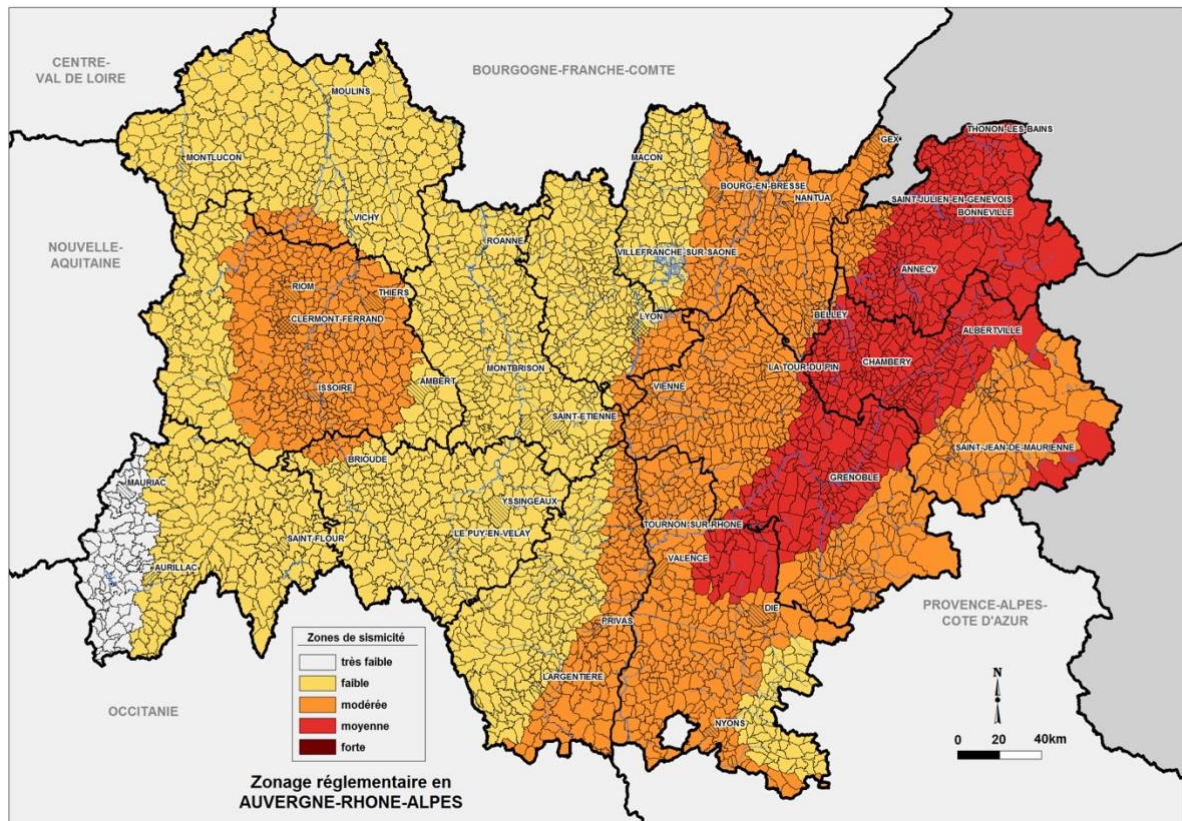 CENTRE-
VAL DE LOIRE
BOURGOGNE-FRANCHE-COMTE
MOULINS
THONON-LES-BAINS
GEX
MONTLUCON
MACON
BOURG-EN-BRESSE
NANTUA
SAINT-JULIEN-EN-GENEVOIS
BONNEVILLE
VICHY
NOUVELLE-
AQUITAINE
ROANNE
VILLEFRANCHE-SUR-SAONE
ANNECY
RIOM
THIERS
CLERMONT-FERRAND
LYON
BELLEY
ALBERTVILLE
CHAMBERY
LA TOUR-DU-PIN
MONTBRISON
ISSOIRE
AMBERT
VIENNE
SAINT-ETIENNE
SAINT-JEAN-DE-MAURIENNE
BRIOUDE
GRENOBLE
MAURIAC
YSSINGEAUX
TOURNON-SUR-RHONE
LE PUY-EN-VELAY
SAINT-FLOUR
VALENCE
AURILLAC
DIE
PROVENCE-ALPES-
COTE D'AZUR
PRIVAS
Zones de sismicité
très faible
faible
modérée
moyenne
forte
LARGENTIERE
OCCITANIE
NYONS
N
0 20 40km
Zonage réglementaire en
AUVERGNE-RHONE-ALPES